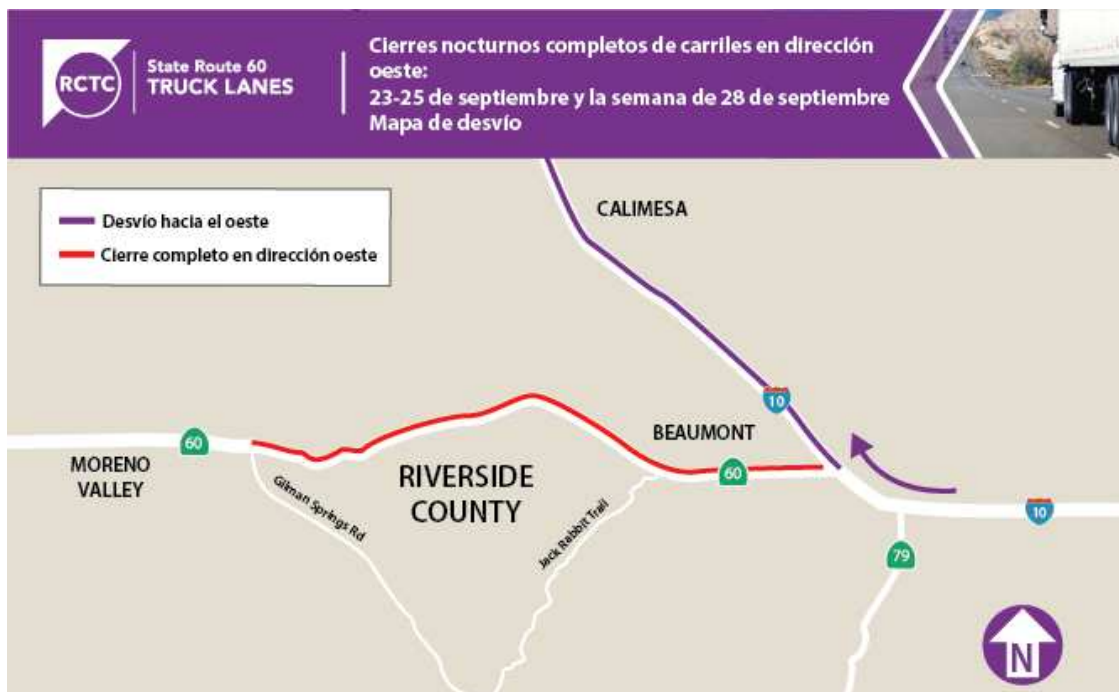 RCTC
State Route 60
TRUCK LANES
Cierres nocturnos completos de carriles en dirección
oeste:
23-25 de septiembre y la semana de 28 de septiembre
Mapa de desvío
Desvío hacia el oeste
Cierre completo en dirección oeste
CALIMESA
10
BEAUMONT
60
MORENO
VALLEY
RIVERSIDE
COUNTY
60
Gilman Springs Rd
Jack Rabbit Trail
10
79
N